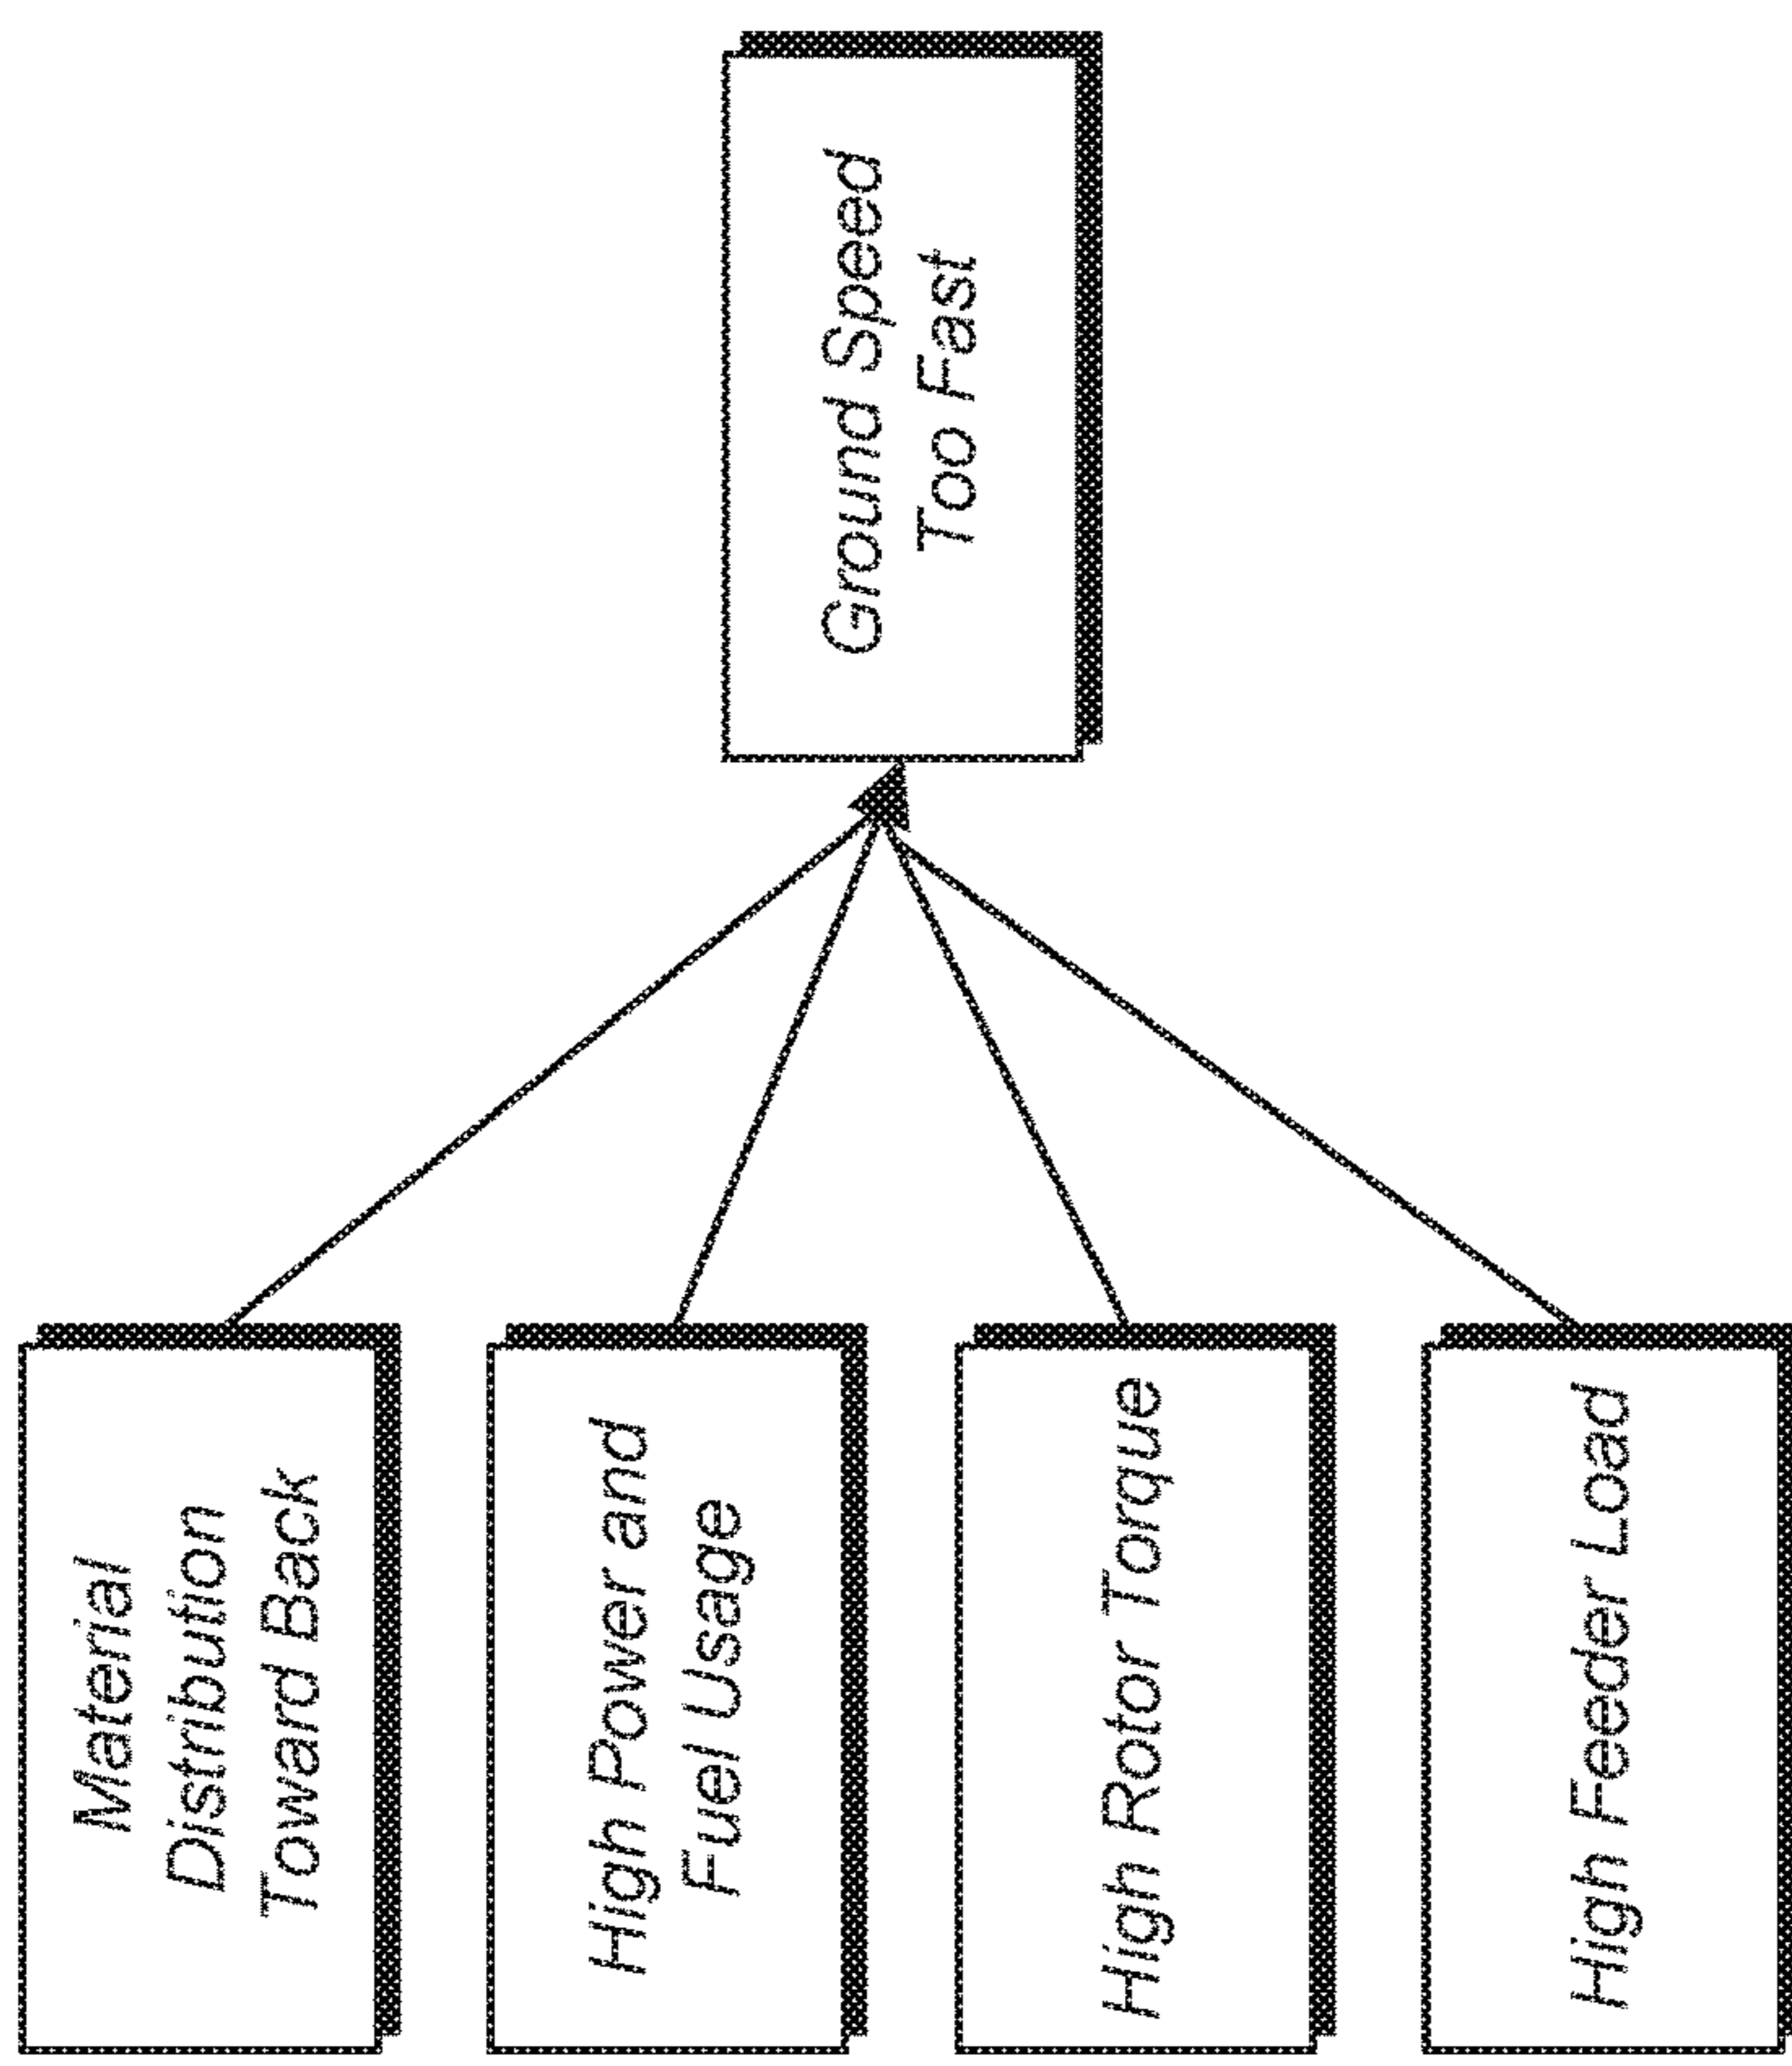 Material
Distribution
Toward Back
High Power and
Fuel Usage
High Rotor Torque
High Feeder Load
Ground Speed
Too Fast